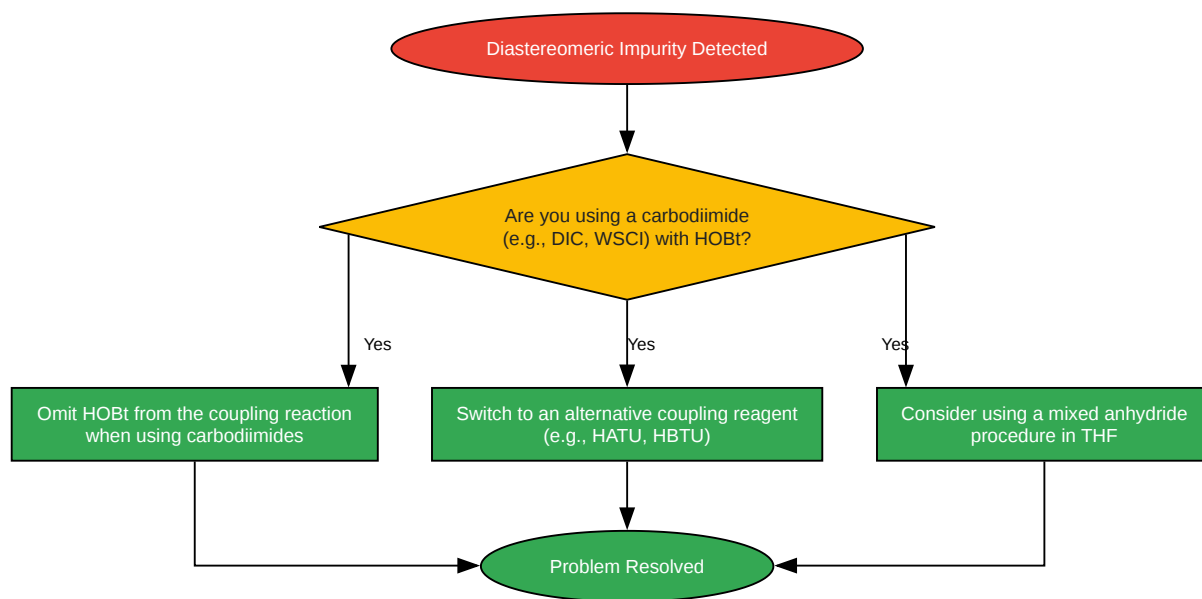 Diastereomeric Impurity Detected
Are you using a carbodiimide
(e.g., DIC, WSCI) with HOBt?
Yes
Yes
Yes
Omit HOBt from the coupling reaction
when using carbodiimides
Switch to an alternative coupling reagent
(e.g., HATU, HBTU)
Consider using a mixed anhydride
procedure in THF
Problem Resolved